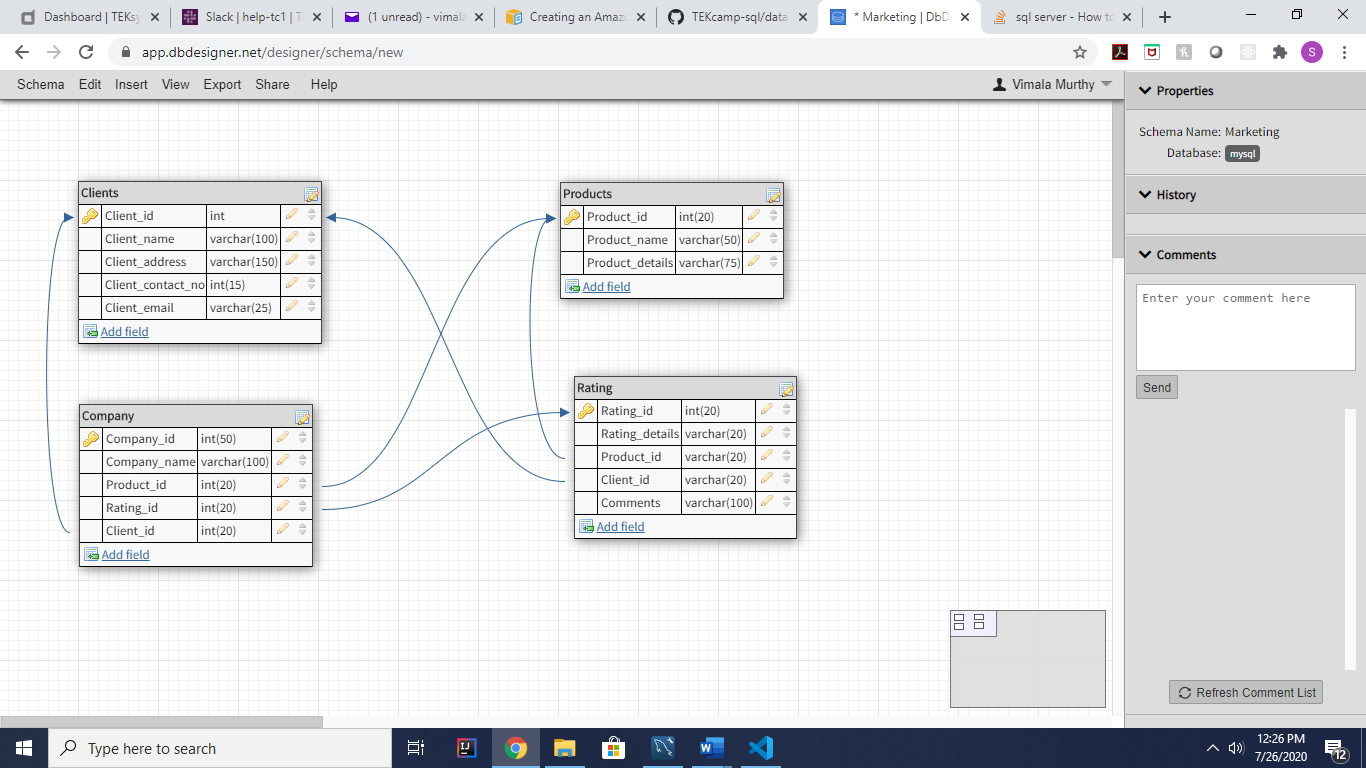 Dashboard | TEKsy
Slack | help-tc1 | T
(1 unread) - vimala
Creating an Amazo
TEKcamp-sql/data
* Marketing | DbD
sql server - How to
app.dbdesigner.net/designer/schema/new
S
Schema Edit Insert View Export Share Help
Vimala Murthy
Properties
Schema Name: Marketing
Database: mysql
History
Comments
Enter your comment here
Send
Refresh Comment List
Clients
Client_id int
Client_name varchar(100)
Client_address varchar(150)
Client_contact_no int(15)
Client_email varchar(25)
Add field
Products
Product_id int(20)
Product_name varchar(50)
Product_details varchar(75)
Add field
Company
Company_id int(50)
Company_name varchar(100)
Product_id int(20)
Rating_id int(20)
Client_id int(20)
Add field
Rating
Rating_id int(20)
Rating_details varchar(20)
Product_id varchar(20)
Client_id varchar(20)
Comments varchar(100)
Add field
Type here to search
12:26 PM
7/26/2020
12